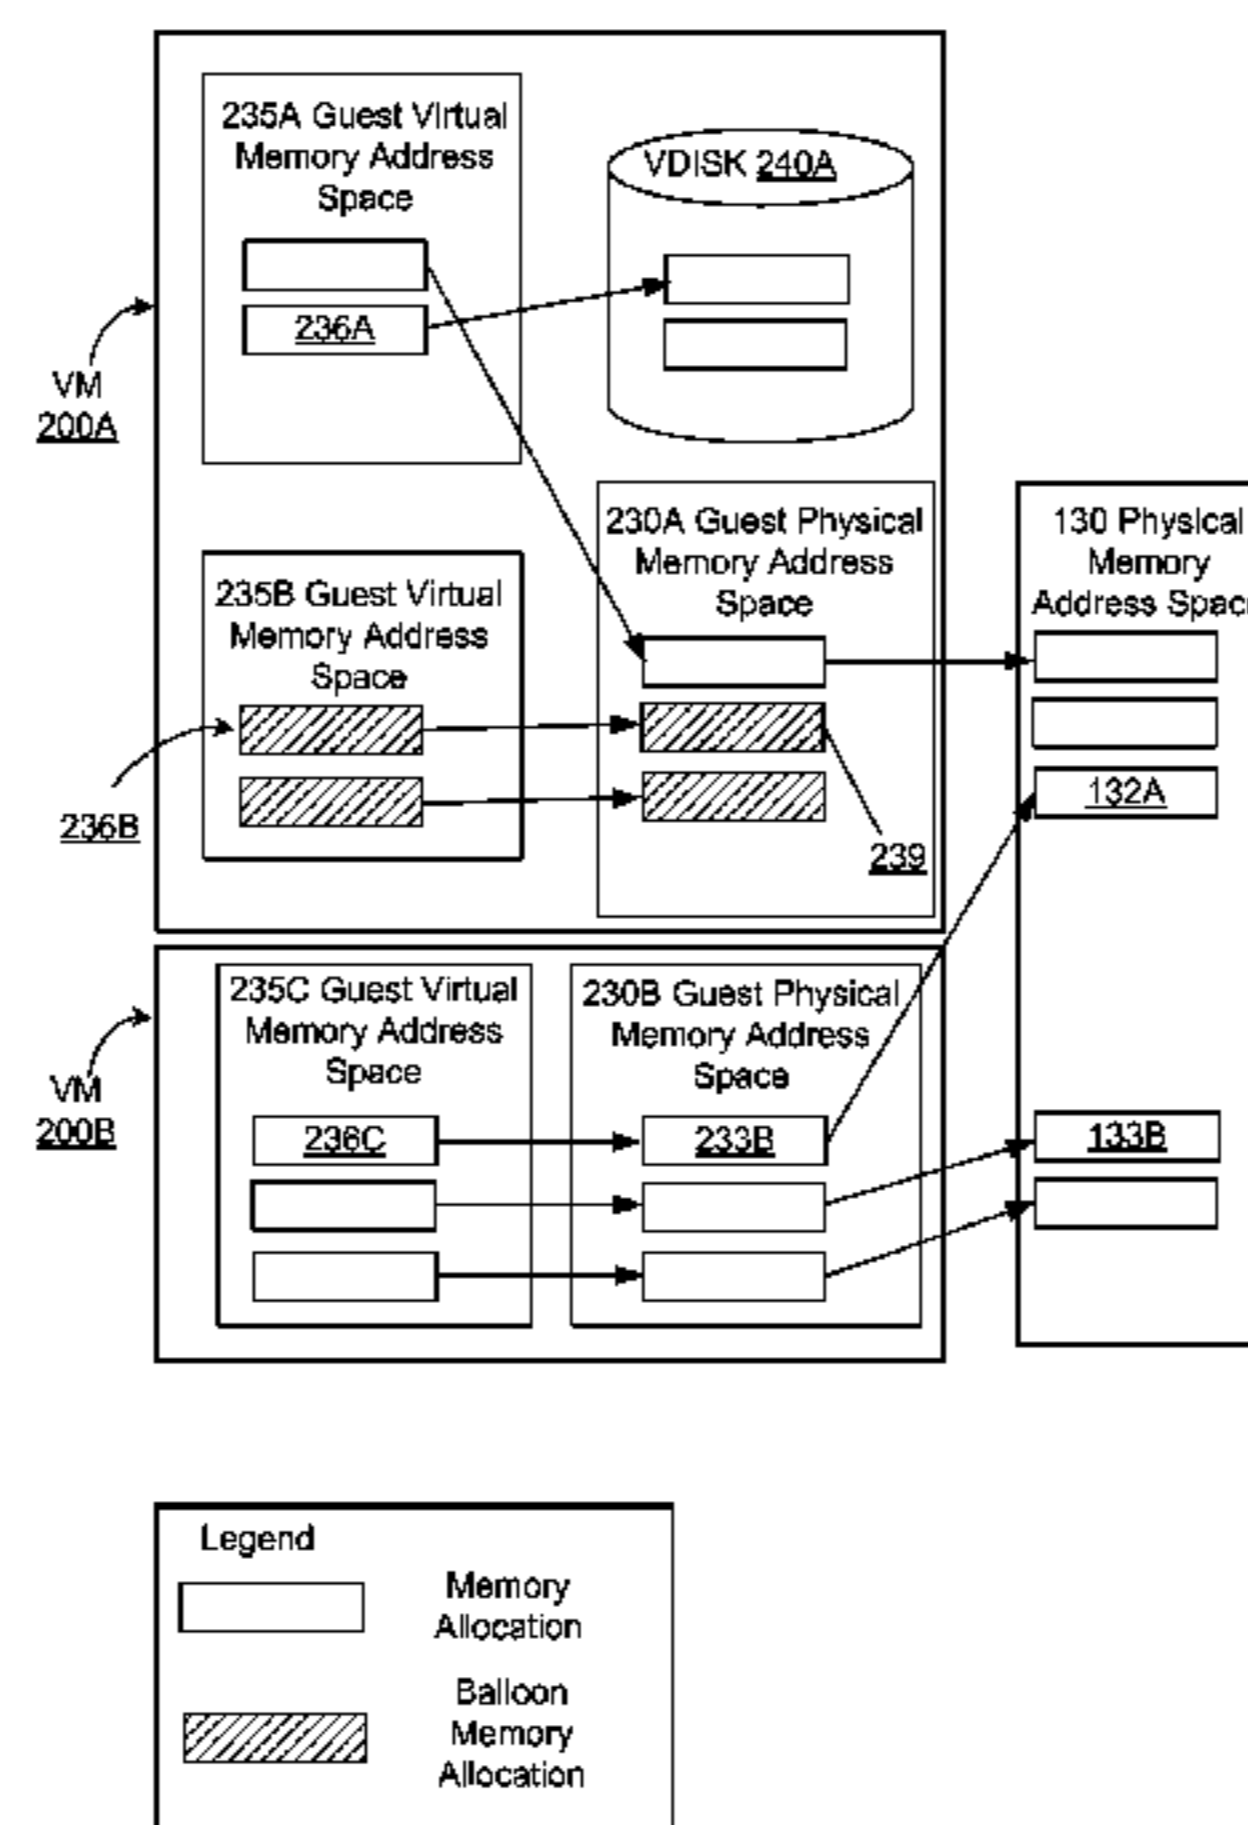 235A Guest Virtual
Memory Address
Space
VDISK 240A
236A
VM
200A
230A Guest Physical
Memory Address
Space
130 Physical
Memory
Address Spac
235B Guest Virtual
Memory Address
Space
132A
236B
239
235C Guest Virtual
Memory Address
Space
230B Guest Physical
Memory Address
Space
VM
200B
236C
233B
133B
Legend
Memory
Allocation
Balloon
Memory
Allocation